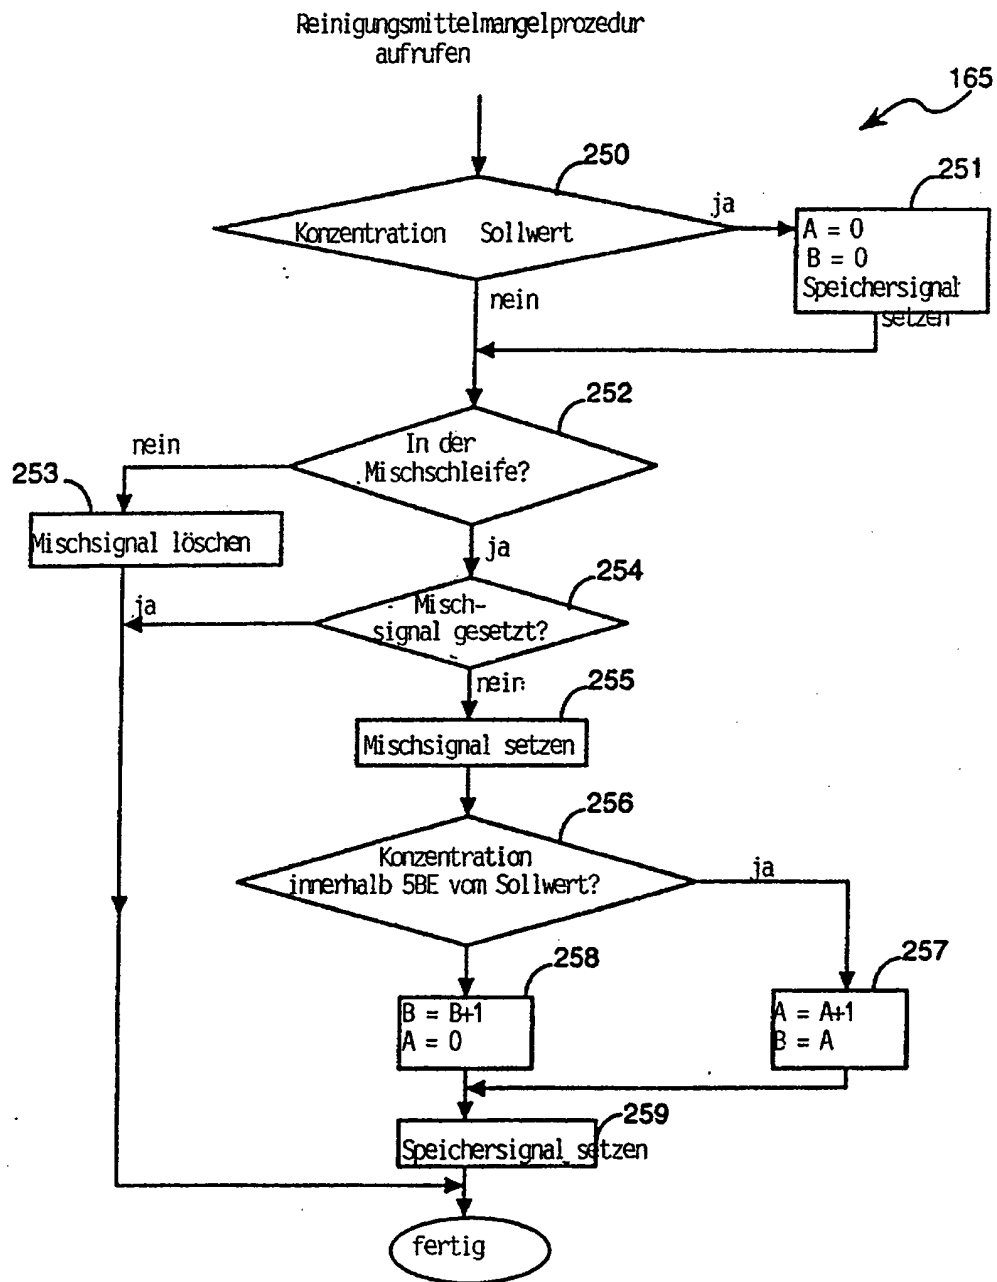 Reinigungsmittelmangelprozedur
aufrufen
165
250
251
ja
Konzentration Sollwert
A = 0
B = 0
Speichersignal
setzen
nein
252
nein
In der
Mischschleife?
253
Mischsignal löschen
ja
254
ja
Misch-
signal gesetzt?
nein
255
Mischsignal setzen
256
Konzentration
innerhalb 5BE vom Sollwert?
ja
258
257
B = B+1
A = 0
A = A+1
B = A
259
Speichersignal setzen
fertig